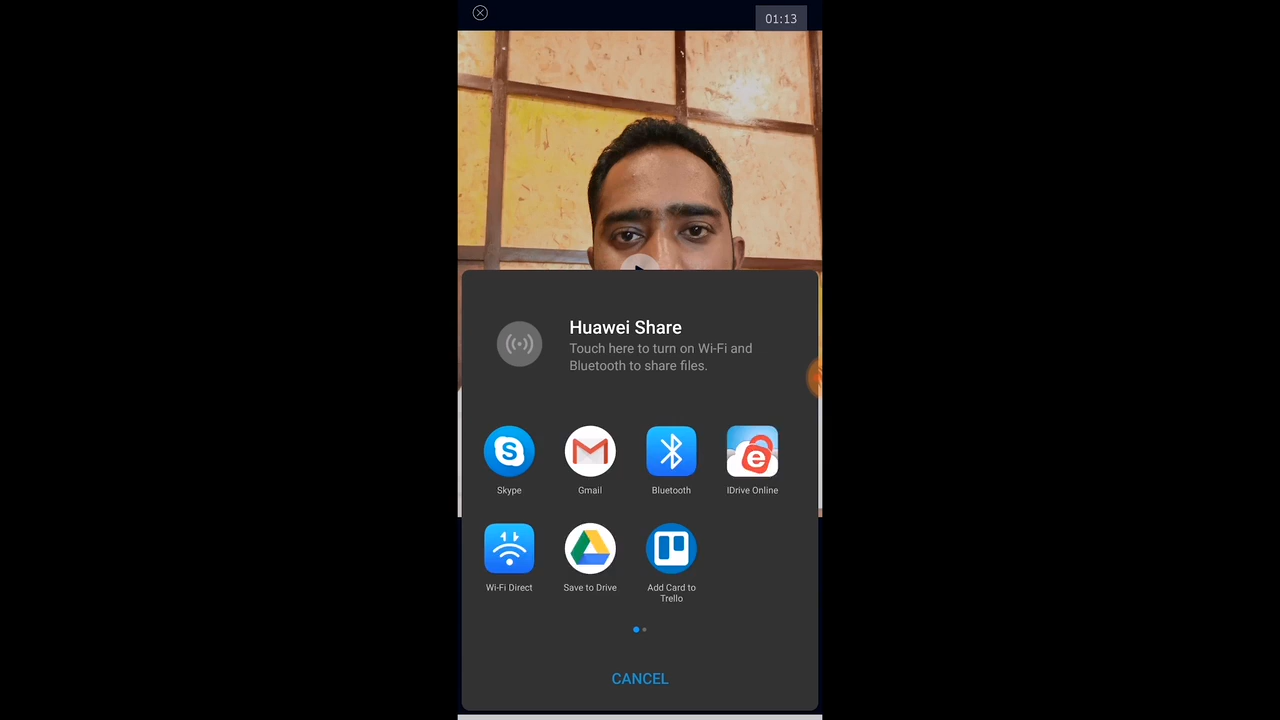 01:13
Huawei Share
Touch here to turn on Wi-Fi and
Bluetooth to share files.
Skype
Gmail
Bluetooth
IDrive Online
Wi-Fi Direct
Save to Drive
Add Card to
Trello
CANCEL